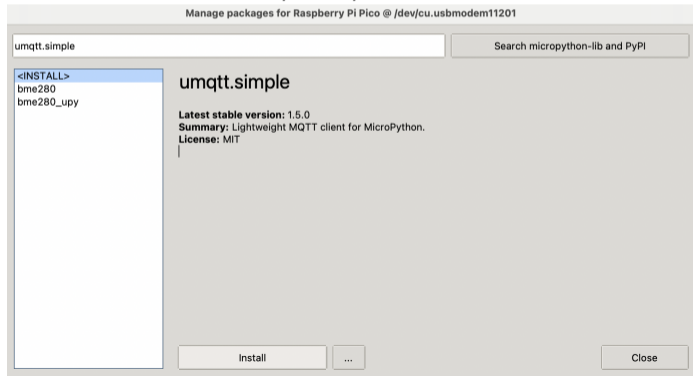 Manage packages for Raspberry Pi Pico @ /dev/cu.usbmodem11201
umqtt.simple
Search micropython-lib and PyPI
<INSTALL>
bme280
bme280_upy
umqtt.simple
Latest stable version: 1.5.0
Summary: Lightweight MQTT client for MicroPython.
License: MIT
Install
...
Close